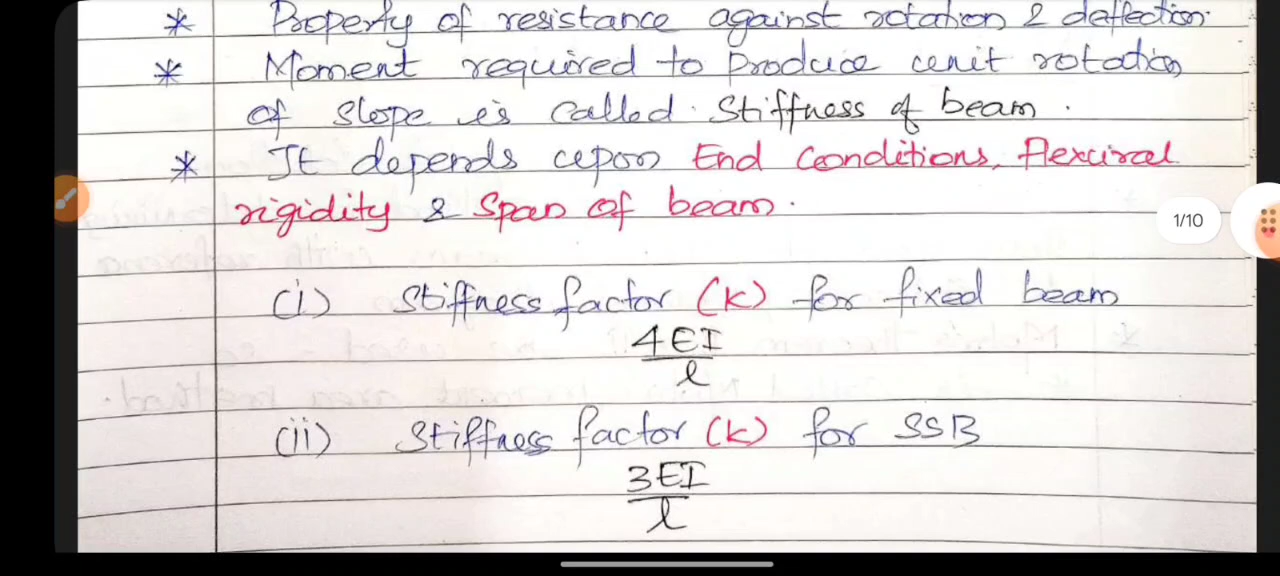 * Property of resistance against rotation & deflection.
* Moment required to produce unit rotation
of slope is called. Stiffness of beam.
* It depends upon End Conditions, flexural
rigidity & Span of beam.
1/10
(i) Stiffness factor (K) for fixed beam
4EI
l
(ii) Stiffness factor (K) for SSB
3EI
l